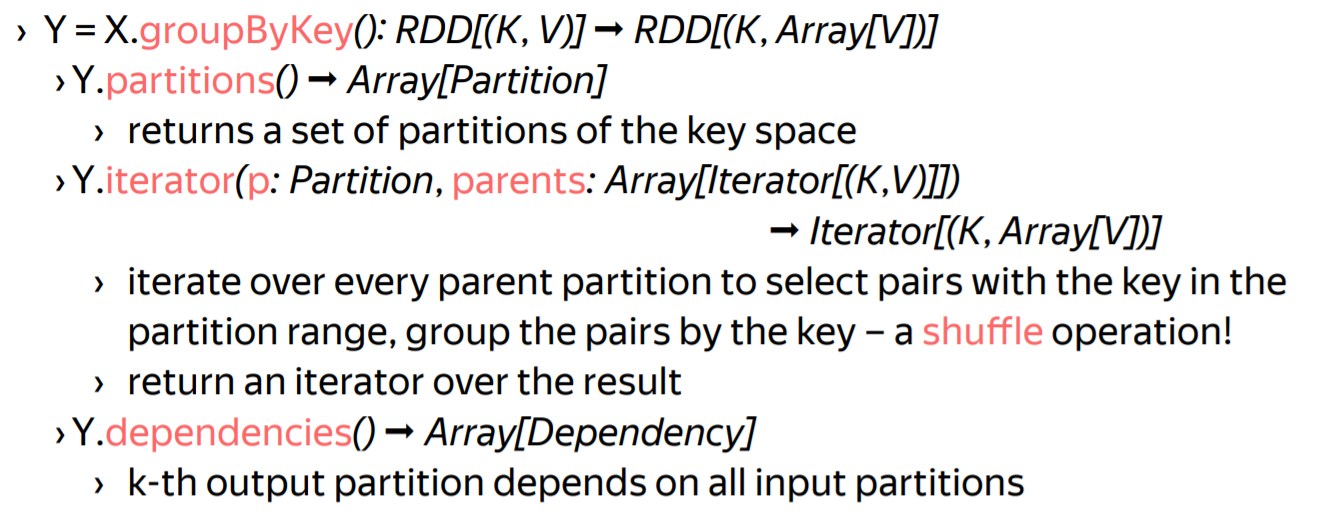 › Y = X.groupByKey(): RDD[(K, V)] ➞ RDD[(K, Array[V])]
› Y.partitions() ➞ Array[Partition]
› returns a set of partitions of the key space
› Y.iterator(p: Partition, parents: Array[Iterator[(K,V)]])
➞ Iterator[(K, Array[V])]
› iterate over every parent partition to select pairs with the key in the
partition range, group the pairs by the key – a shuffle operation!
› return an iterator over the result
› Y.dependencies() ➞ Array[Dependency]
› k-th output partition depends on all input partitions